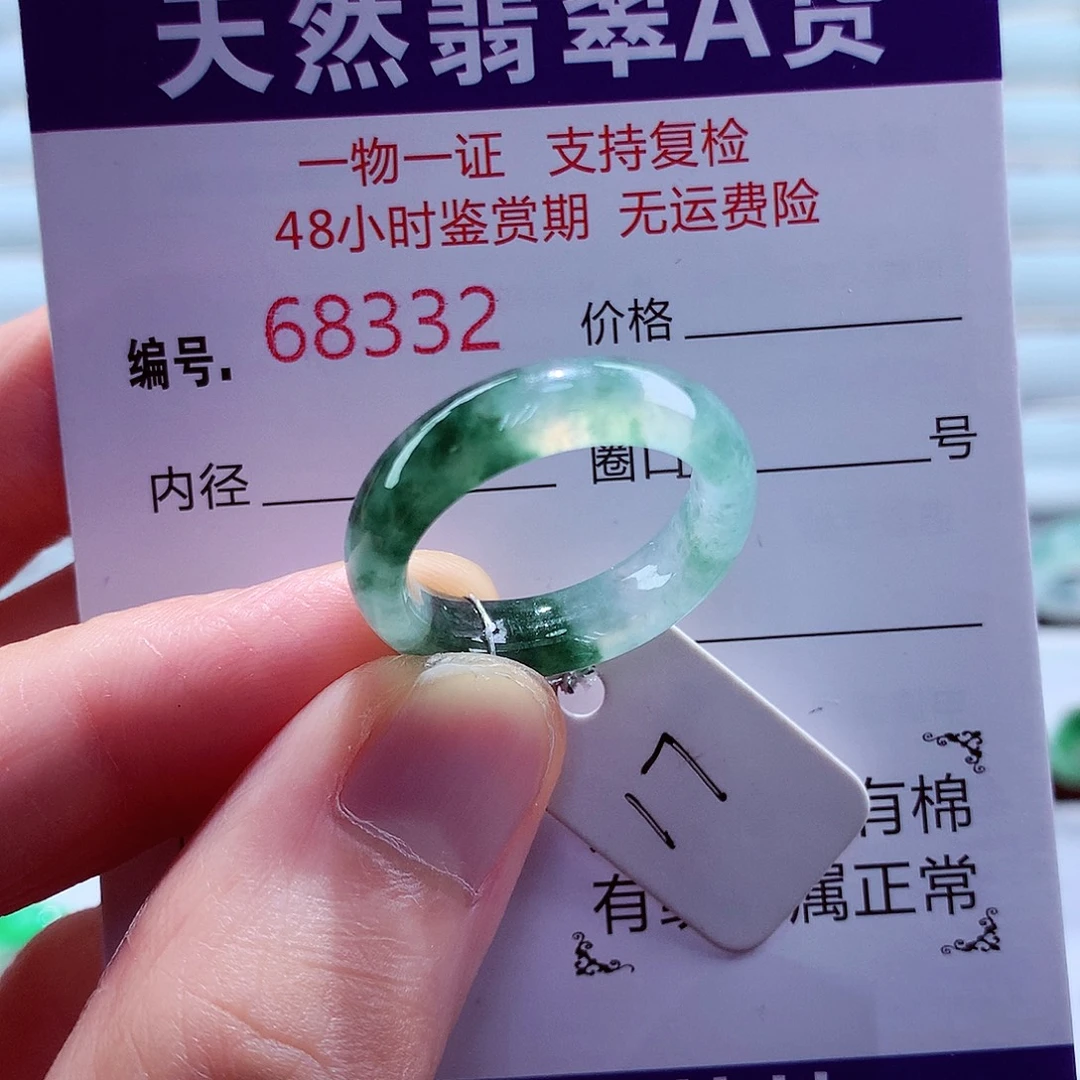 天然翡翠A货
一物一证 支持复检
48小时鉴赏期 无运费险
编号. 68332 价格
内径 圈口 号
17
有棉
有 属正常